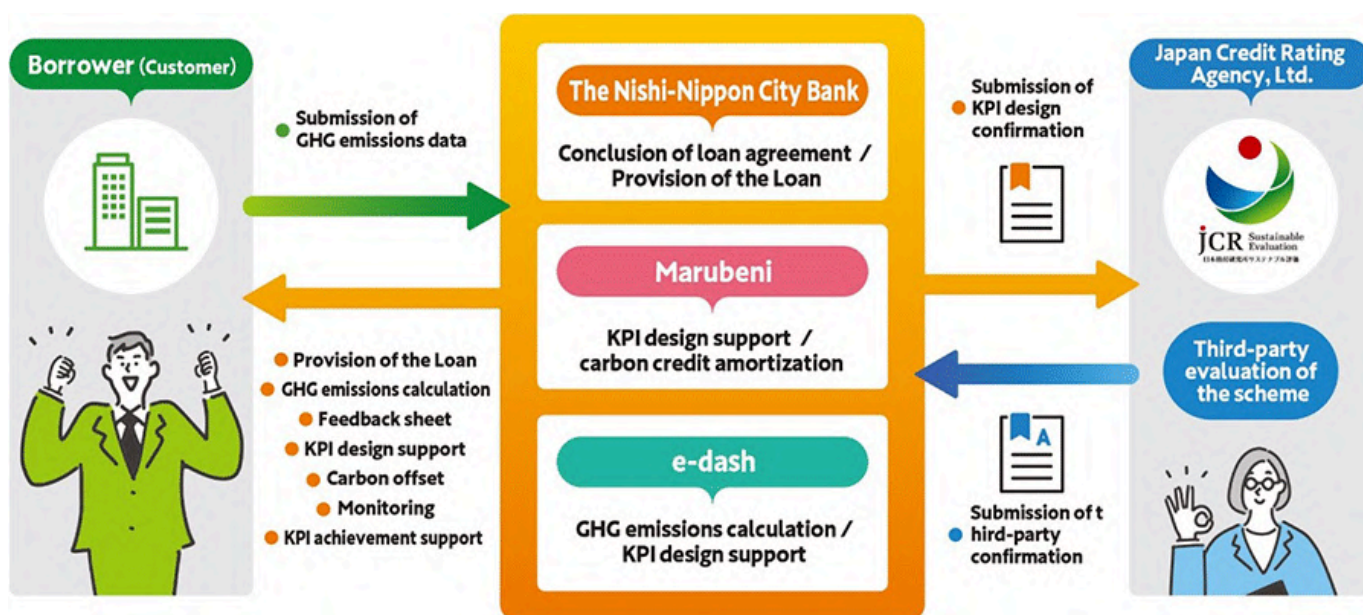 Borrower (Customer)
Submission of
GHG emissions data
Provision of the Loan
GHG emissions calculation
Feedback sheet
KPI design support
Carbon offset
Monitoring
KPI achievement support
The Nishi-Nippon City Bank
Conclusion of loan agreement /
Provision of the Loan
Marubeni
KPI design support /
carbon credit amortization
e-dash
GHG emissions calculation /
KPI design support
Submission of
KPI design
confirmation
A
Submission of t
hird-party
confirmation
Japan Credit Rating
Agency, Ltd.
JCR Sustainable
Evaluation
Third-party
evaluation of
the scheme